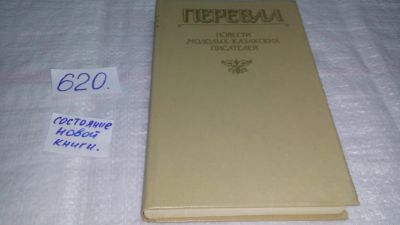 620.
состояние
новой
книги.
ПЕРЕВАЛ
ПОВЕСТИ
МОЛОДЫХ КАЗАХСКИХ
ПИСАТЕЛЕЙ